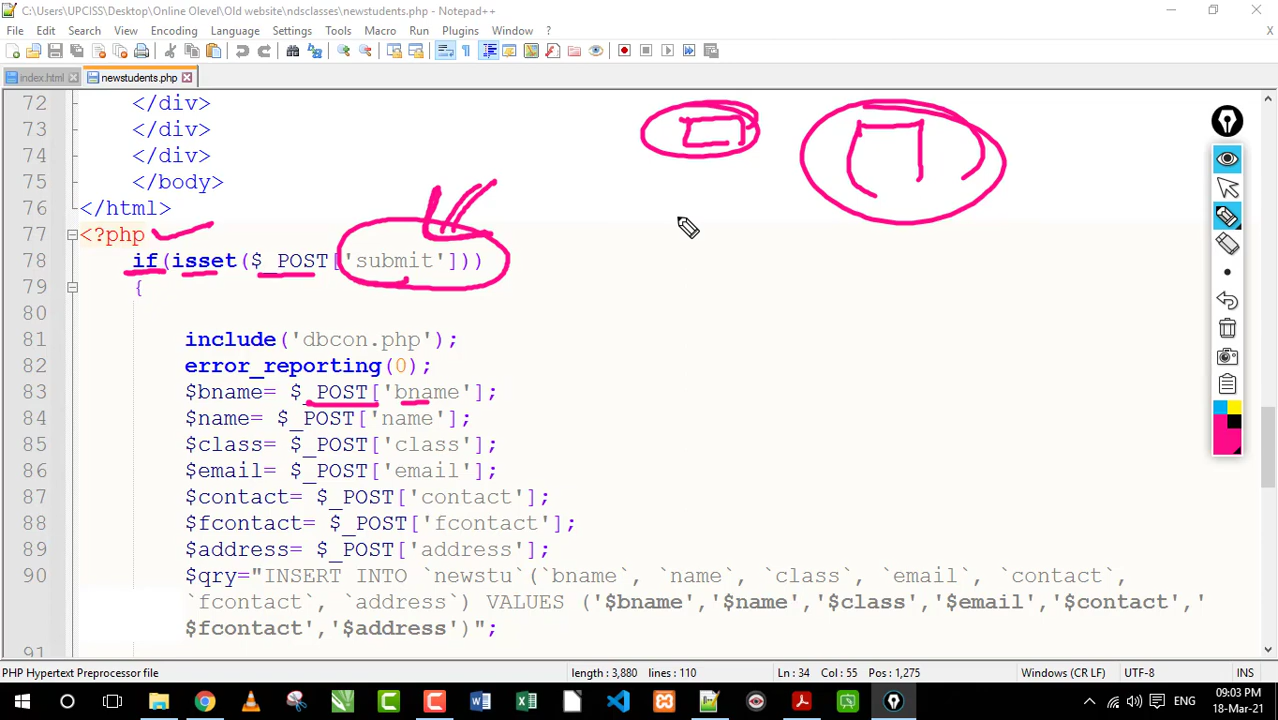 C:\Users\UPCISS\Desktop\Online Olevel\Old website\ndsclasses\newstudents.php - Notepad++
File Edit Search View Encoding Language Settings Tools Macro Run Plugins Window ? X
index.html newstudents.php
72 </div>
73 </div>
74 </div>
75 </body>
76 </html>
77 <?php
78 if(isset($_POST['submit']))
79 {
80
81 include('dbcon.php');
82 error_reporting(0);
83 $bname= $_POST['bname'];
84 $name= $_POST['name'];
85 $class= $_POST['class'];
86 $email= $_POST['email'];
87 $contact= $_POST['contact'];
88 $fcontact= $_POST['fcontact'];
89 $address= $_POST['address'];
90 $qry="INSERT INTO `newstu`(`bname`, `name`, `class`, `email`, `contact`,
`fcontact`, `address`) VALUES ('$bname','$name','$class','$email','$contact','
$fcontact','$address')";
91
PHP Hypertext Preprocessor file length : 3,880 lines : 110 Ln : 34 Col : 55 Pos : 1,275 Windows (CR LF) UTF-8 INS
ENG 09:03 PM
18-Mar-21